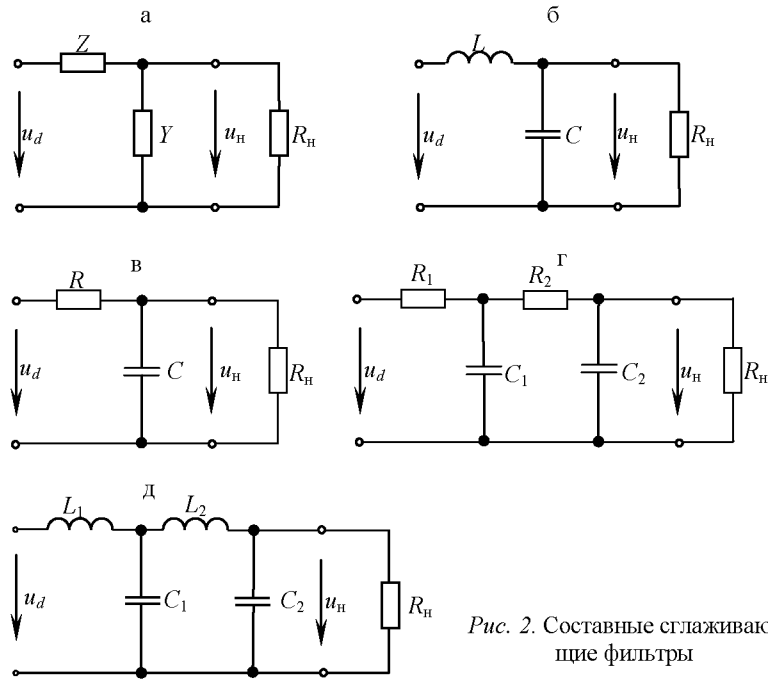 а
Z
Y
u_d
u_н
R_н
б
L
C
u_d
u_н
R_н
в
R
C
u_d
u_н
R_н
г
R_1
R_2
C_1
C_2
u_d
u_н
R_н
д
L_1
L_2
C_1
C_2
u_d
u_н
R_н
Рис. 2. Составные сглаживаю
щие фильтры